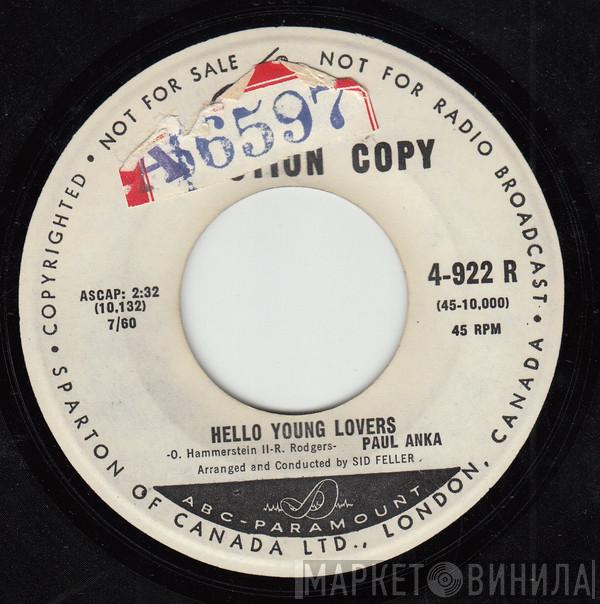 COPYRIGHTED • NOT FOR SALE • NOT FOR RADIO BROADCAST •
A6597
COPY
4-922 R
(45-10,000)
45 RPM
ASCAP: 2:32
(10,132)
7/60
HELLO YOUNG LOVERS
PAUL ANKA
-O. Hammerstein II-R. Rodgers-
Arranged and Conducted by SID FELLER
ABC-PARAMOUNT
• SPARTON OF CANADA LTD., LONDON, CANADA •
МАРКЕТ ВИНИЛА